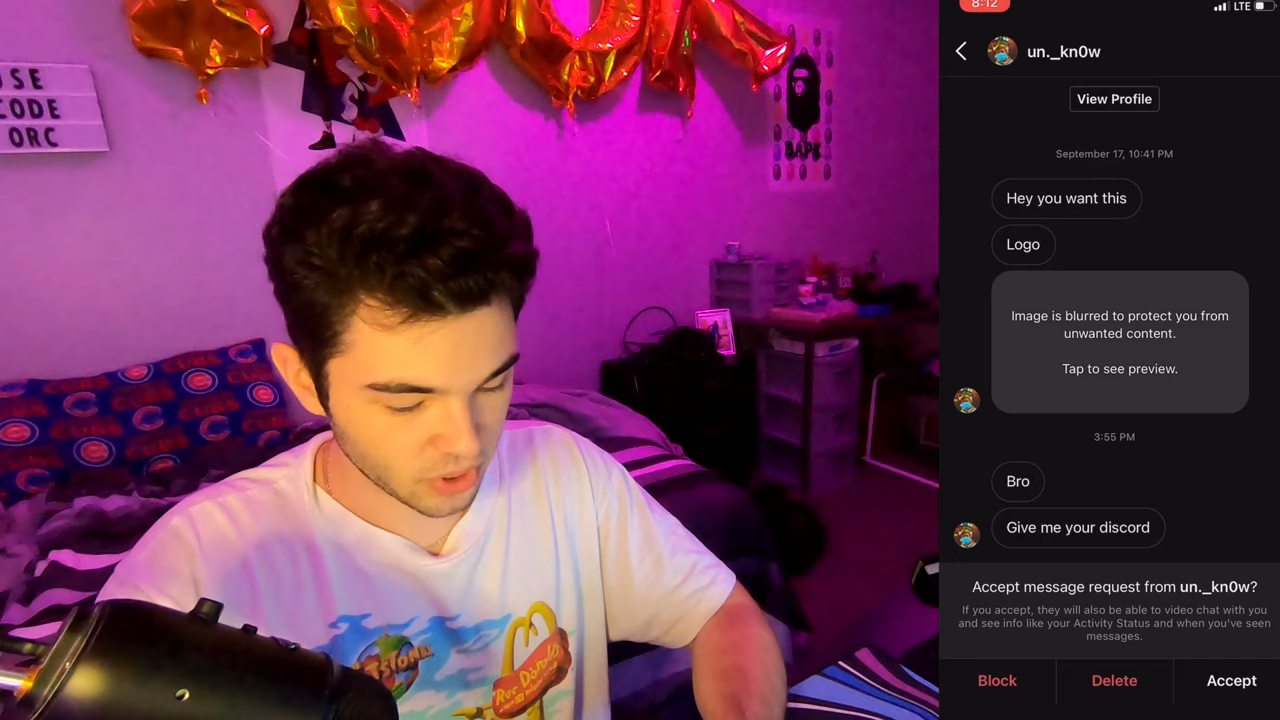 USE
CODE
ORC
BAPE
CUBS
RocDonalds
8:12
LTE
un._kn0w
View Profile
September 17, 10:41 PM
Hey you want this
Logo
Image is blurred to protect you from
unwanted content.
Tap to see preview.
3:55 PM
Bro
Give me your discord
Accept message request from un._kn0w?
If you accept, they will also be able to video chat with you
and see info like your Activity Status and when you've seen
messages.
Block
Delete
Accept